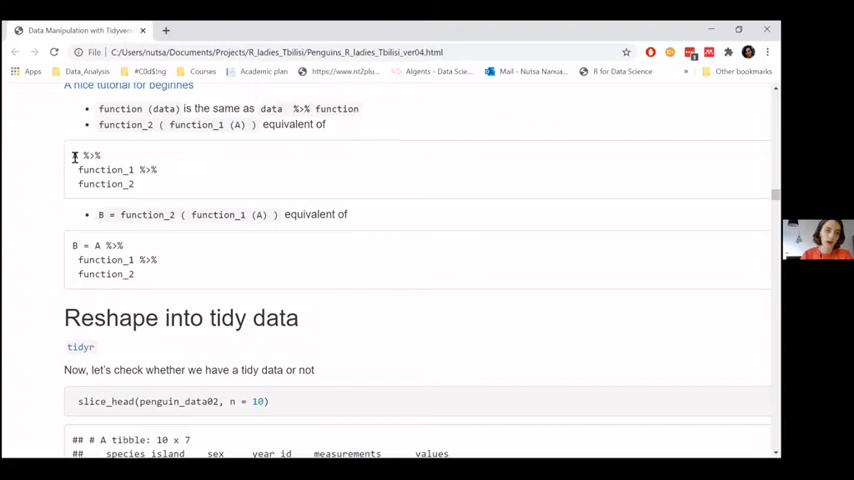 Data Manipulation with Tidyvers
File
C:/Users/nutsa/Documents/Projects/R_ladies_Tbilisi/Penguins_R_ladies_Tbilisi_ver04.html
Apps
Data_Analysis
#C0d$ng
Courses
Academic plan
https://www.nt2plu...
Algents - Data Scie...
Mail - Nutsa Nanua...
R for Data Science
Other bookmarks
A nice tutorial for beginnes
function (data) is the same as data %>% function
function_2 ( function_1 (A) ) equivalent of
%>%
function_1 %>%
function_2
B = function_2 ( function_1 (A) ) equivalent of
B = A %>%
function_1 %>%
function_2
Reshape into tidy data
tidyr
Now, let's check whether we have a tidy data or not
slice_head(penguin_data02, n = 10)
## # A tibble: 10 x 7
## species island sex year id measurements values